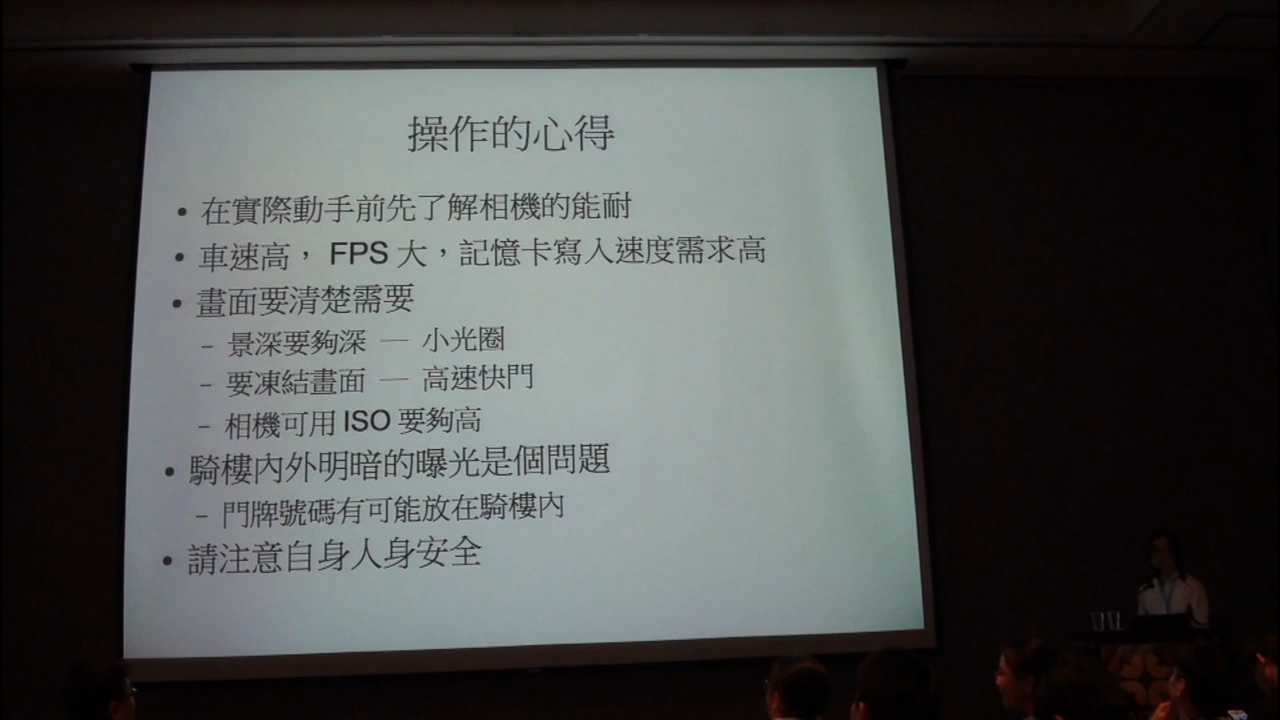 操作的心得
• 在實際動手前先了解相機的能耐
• 車速高， FPS 大，記憶卡寫入速度需求高
• 畫面要清楚需要
– 景深要夠深 — 小光圈
– 要凍結畫面 — 高速快門
– 相機可用 ISO 要夠高
• 騎樓內外明暗的曝光是個問題
– 門牌號碼有可能放在騎樓內
• 請注意自身人身安全